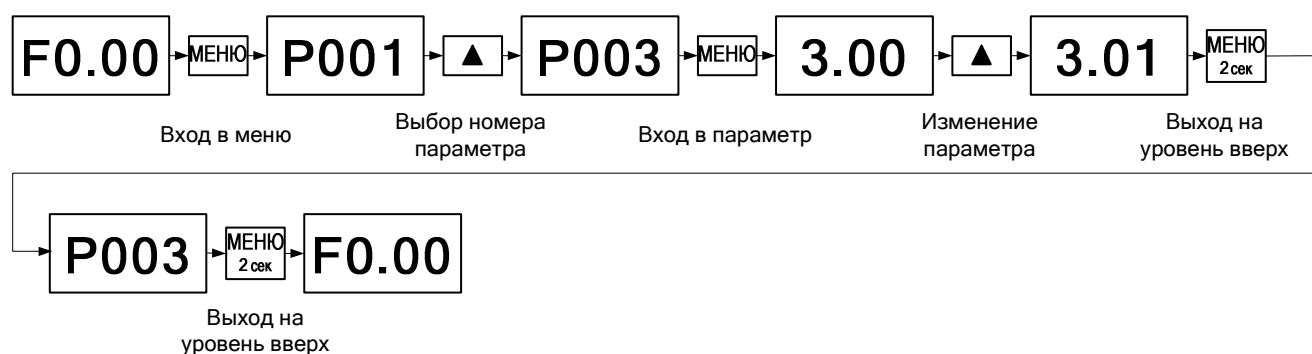 F0.00 МЕНЮ P001 ▲ P003 МЕНЮ 3.00 ▲ 3.01 МЕНЮ
2 сек
Вход в меню Выбор номера Вход в параметр Изменение Выход на
параметра параметра уровень вверх
P003 МЕНЮ F0.00
2 сек
Выход на
уровень вверх